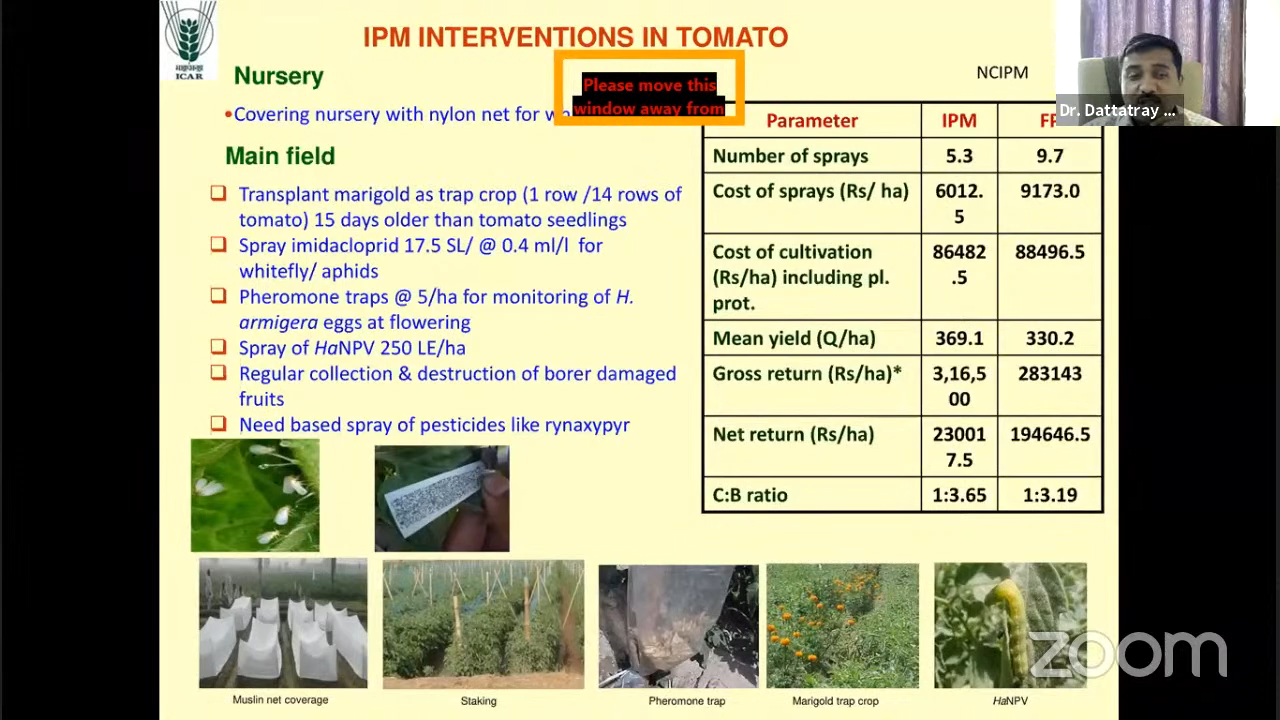 IPM INTERVENTIONS IN TOMATO
ICAR
Nursery
NCIPM
Please move this
window away from
•Covering nursery with nylon net for
Dr. Dattatray ...
Main field
❑ Transplant marigold as trap crop (1 row /14 rows of
tomato) 15 days older than tomato seedlings
❑ Spray imidacloprid 17.5 SL/ @ 0.4 ml/l for
whitefly/ aphids
❑ Pheromone traps @ 5/ha for monitoring of H.
armigera eggs at flowering
❑ Spray of HaNPV 250 LE/ha
❑ Regular collection & destruction of borer damaged
fruits
❑ Need based spray of pesticides like rynaxypyr
Parameter IPM
Number of sprays 5.3 9.7
Cost of sprays (Rs/ ha) 6012. 9173.0
5
Cost of cultivation 86482 88496.5
(Rs/ha) including pl. .5
prot.
Mean yield (Q/ha) 369.1 330.2
Gross return (Rs/ha)* 3,16,5 283143
00
Net return (Rs/ha) 23001 194646.5
7.5
C:B ratio 1:3.65 1:3.19
Muslin net coverage
Staking
Pheromone trap
Marigold trap crop
HaNPV
zoom